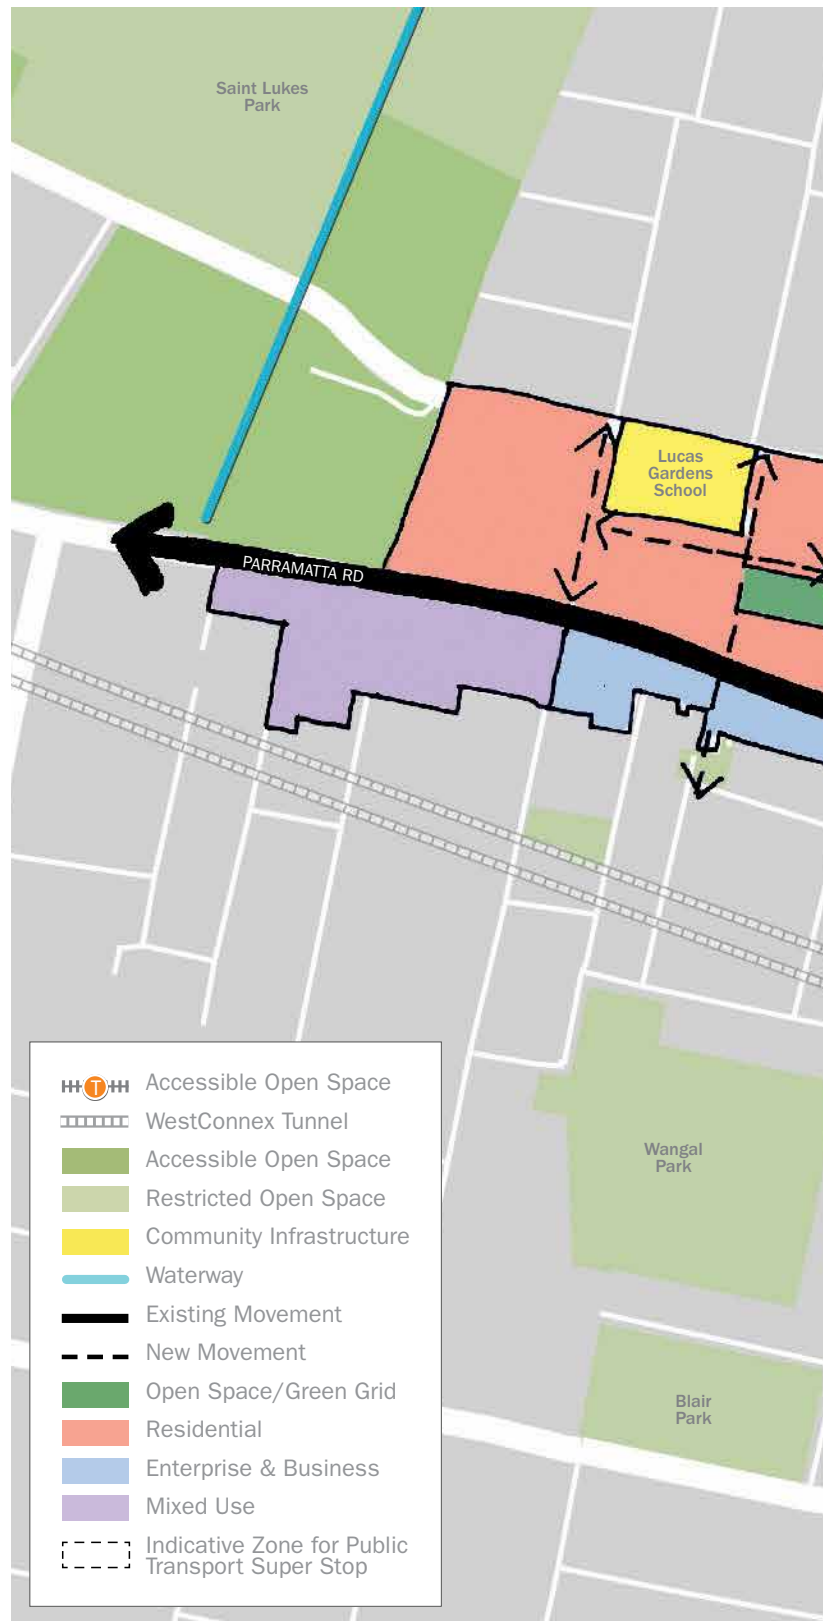 Saint Lukes
Park
Lucas
Gardens
School
PARRAMATTA RD
Wangal
Park
Blair
Park
T
Accessible Open Space
WestConnex Tunnel
Accessible Open Space
Restricted Open Space
Community Infrastructure
Waterway
Existing Movement
New Movement
Open Space/Green Grid
Residential
Enterprise & Business
Mixed Use
Indicative Zone for Public
Transport Super Stop